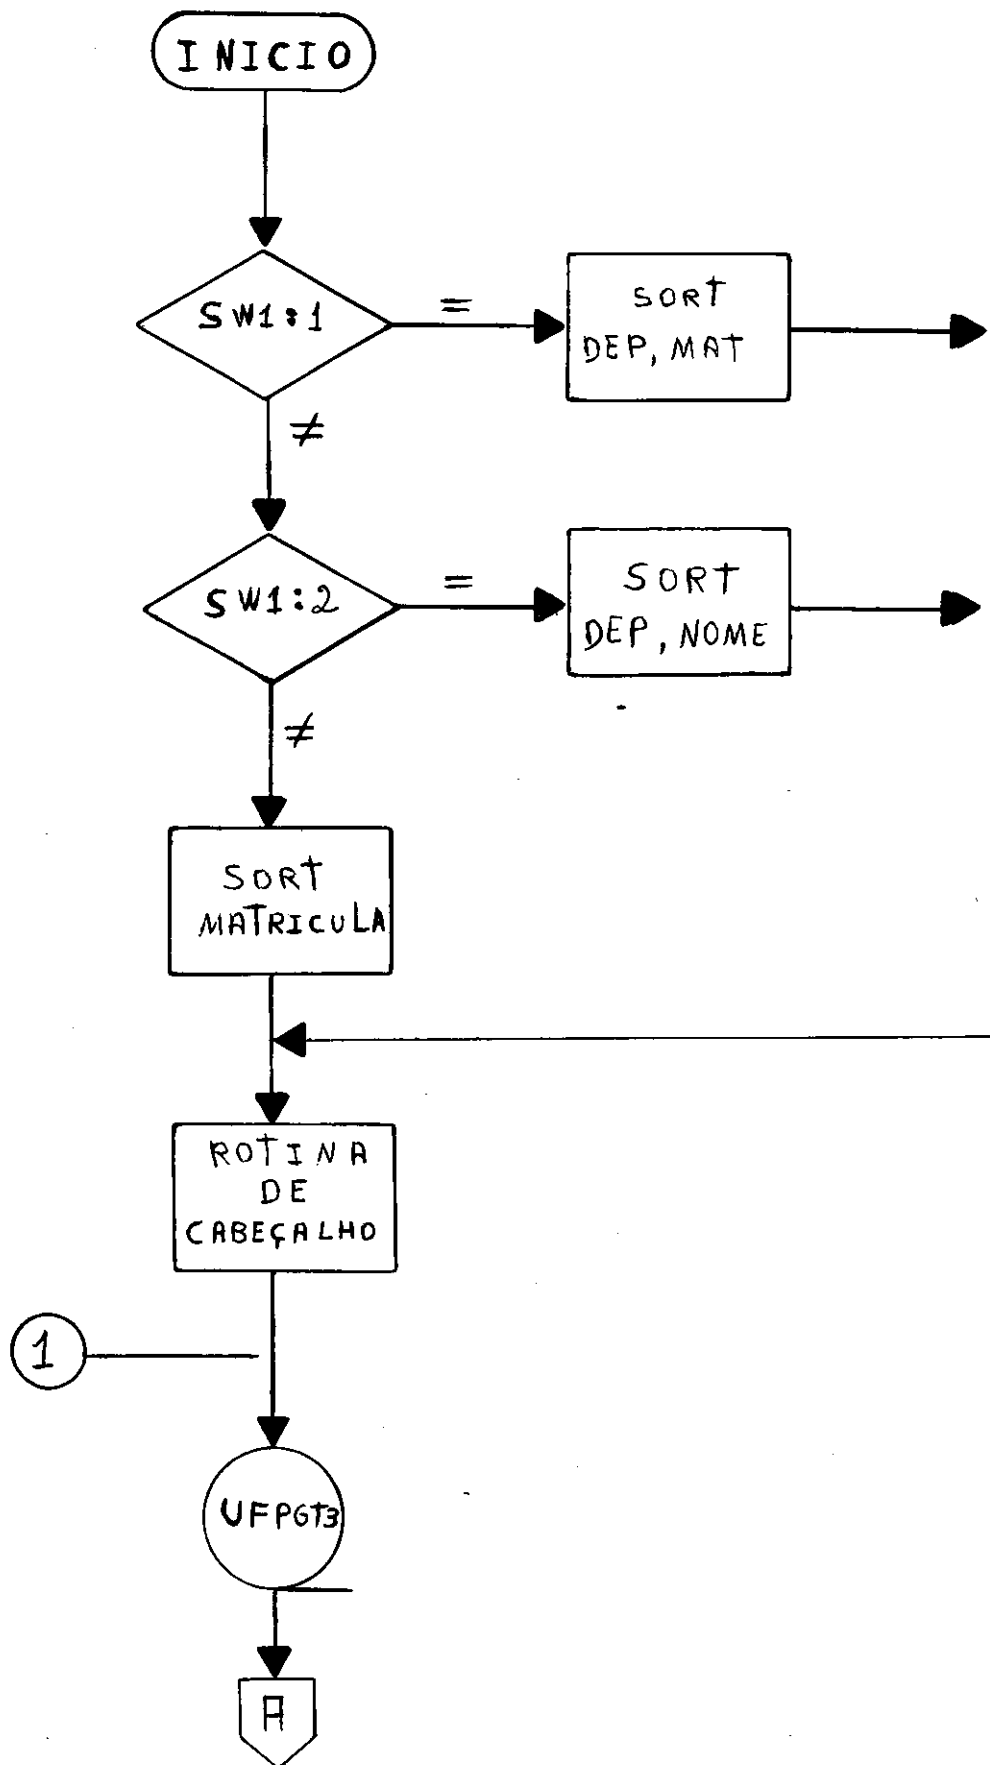 INICIO
SW1:1
=
SORT
DEP, MAT
≠
SW1:2
=
SORT
DEP, NOME
≠
SORT
MATRICULA
ROTINA
DE
CABEÇALHO
1
UFPGT3
A